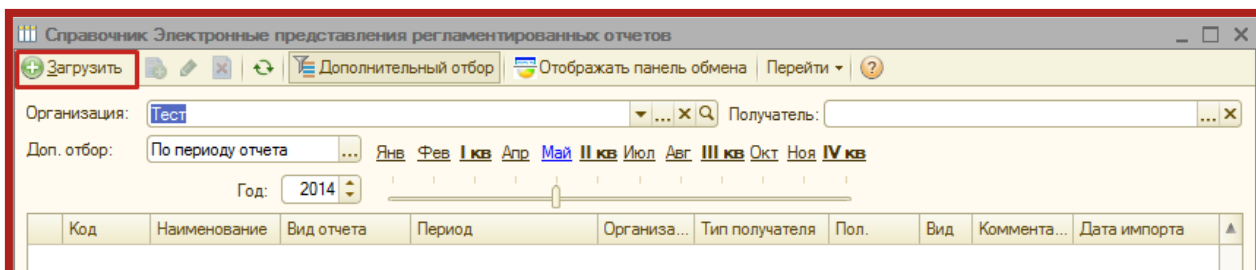 Справочник Электронные представления регламентированных отчетов
Загрузить Дополнительный отбор Отображать панель обмена Перейти
Организация: Тест ... Получатель: ...
Доп. отбор: По периоду отчета ... Янв Фев I кв Апр Май II кв Июл Авг III кв Окт Ноя IV кв
Год: 2014
Код Наименование Вид отчета Период Организа... Тип получателя Пол. Вид Коммента... Дата импорта